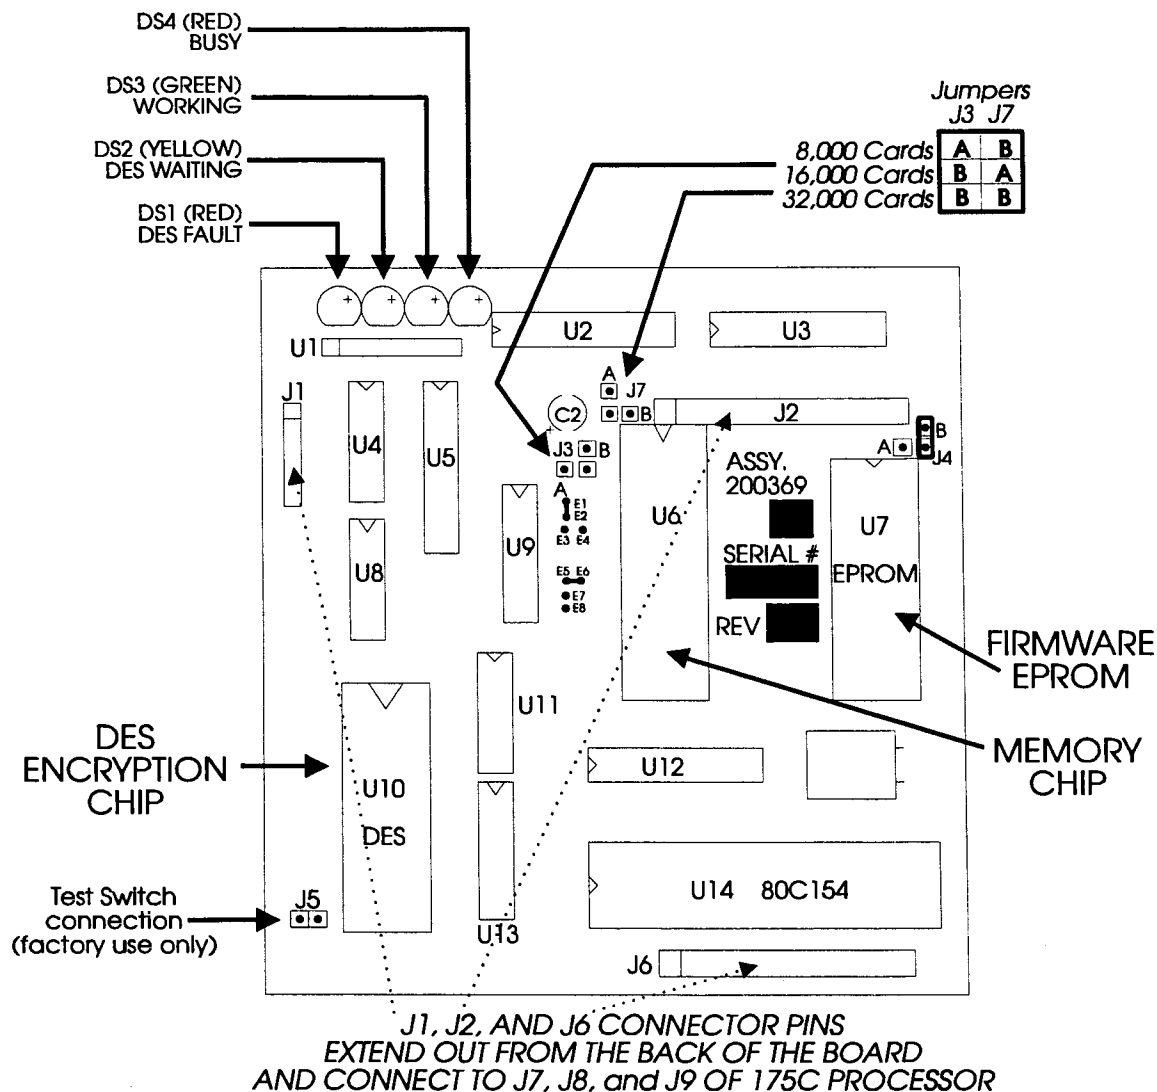 DS4 (RED)
BUSY
DS3 (GREEN)
WORKING
DS2 (YELLOW)
DES WAITING
DS1 (RED)
DES FAULT
Jumpers
J3 J7
8,000 Cards A B
16,000 Cards B A
32,000 Cards B B
U1
U2
U3
J1
A
J7
B
C2
J2
J3
B
A
A
B
J4
U4
U5
U6
ASSY.
200369
SERIAL #
REV
U7
EPROM
E1
E2
E3 E4
E5 E6
E7
E8
U8
U9
FIRMWARE
EPROM
MEMORY
CHIP
DES
ENCRYPTION
CHIP
U10
DES
U11
U12
U13
U14 80C154
J5
Test Switch
connection
(factory use only)
J6
J1, J2, AND J6 CONNECTOR PINS
EXTEND OUT FROM THE BACK OF THE BOARD
AND CONNECT TO J7, J8, and J9 OF 175C PROCESSOR